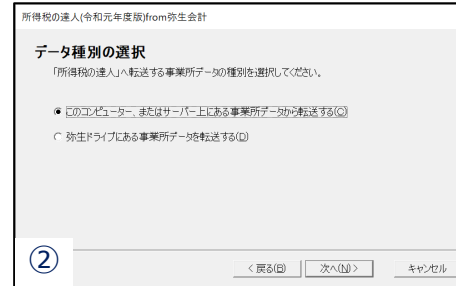 所得税の達人(令和元年度版)from弥生会計
データ種別の選択
「所得税の達人」へ転送する事業所データの種別を選択してください。
このコンピューター、またはサーバー上にある事業所データから転送する(C)
弥生ドライブにある事業所データを転送する(D)
②
< 戻る(B) 次へ(N) > キャンセル